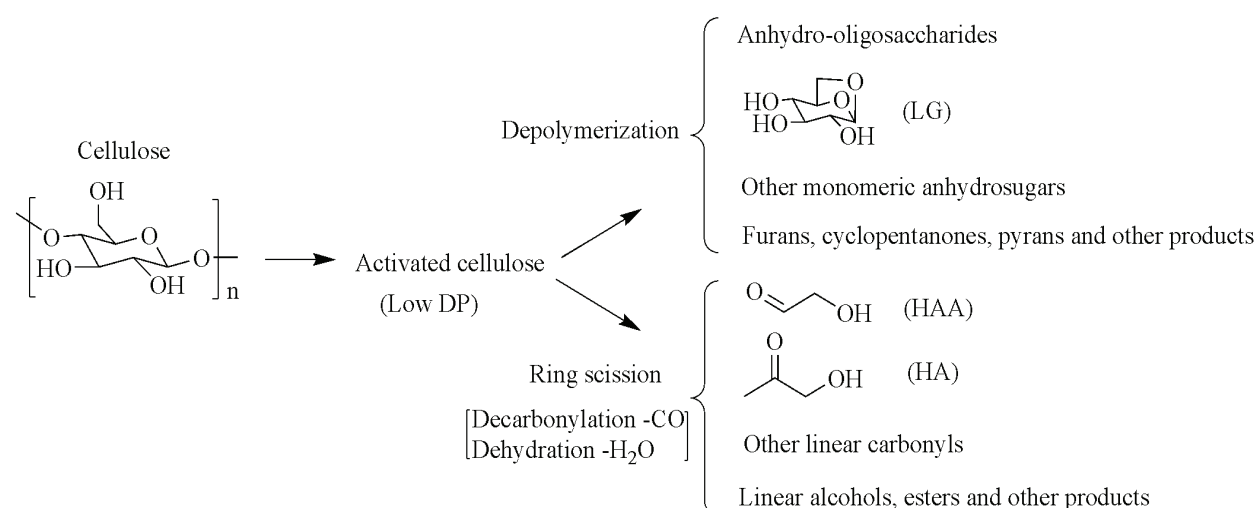 Cellulose
OH
O
O
O
HO
OH
n
Activated cellulose
(Low DP)
Depolymerization
Anhydro-oligosaccharides
O
HO
O
HO
OH
(LG)
Other monomeric anhydrosugars
Furans, cyclopentanones, pyrans and other products
Ring scission
Decarbonylation -CO
Dehydration -H₂O
O
OH
(HAA)
O
OH
(HA)
Other linear carbonyls
Linear alcohols, esters and other products